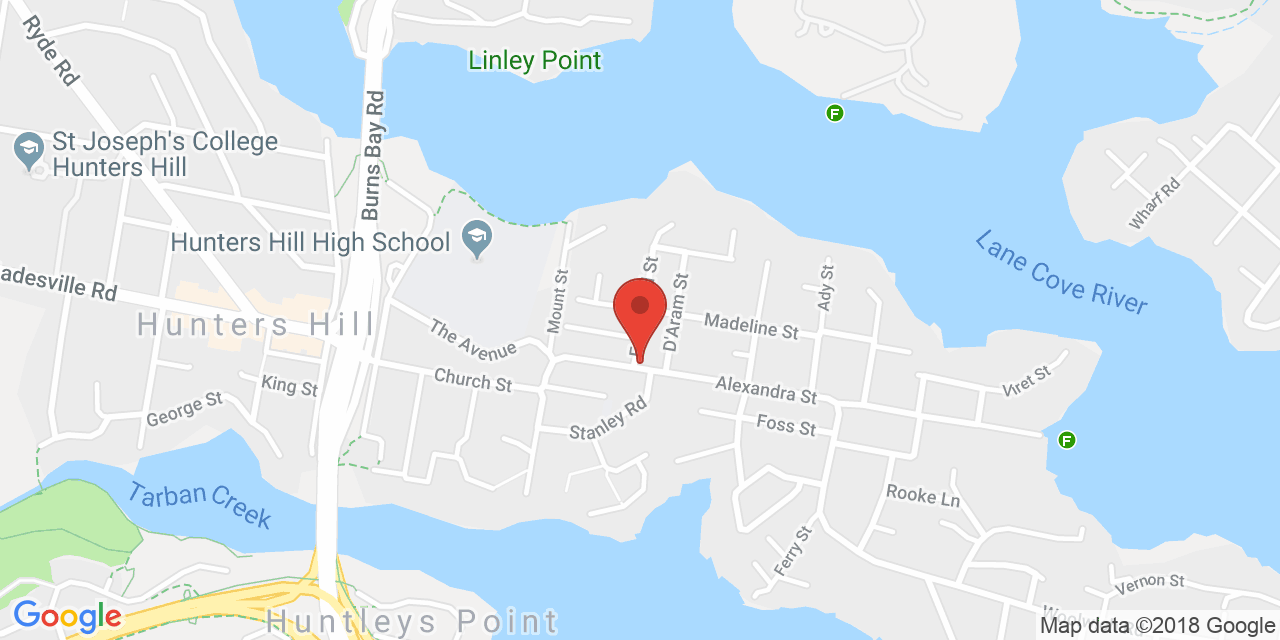 Ryde Rd
Linley Point
Burns Bay Rd
F
St Joseph's College
Hunters Hill
Wharf Rd
Hunters Hill High School
Lane Cove River
Mount St
St
D'Aram St
Ady St
adesville Rd
Hunters Hill
Madeline St
The Avenue
King St
Church St
Alexandra St
Viret St
George St
Stanley Rd
Foss St
F
Tarban Creek
Rooke Ln
Ferry St
Vernon St
Google
Huntleys Point
Map data ©2018 Google